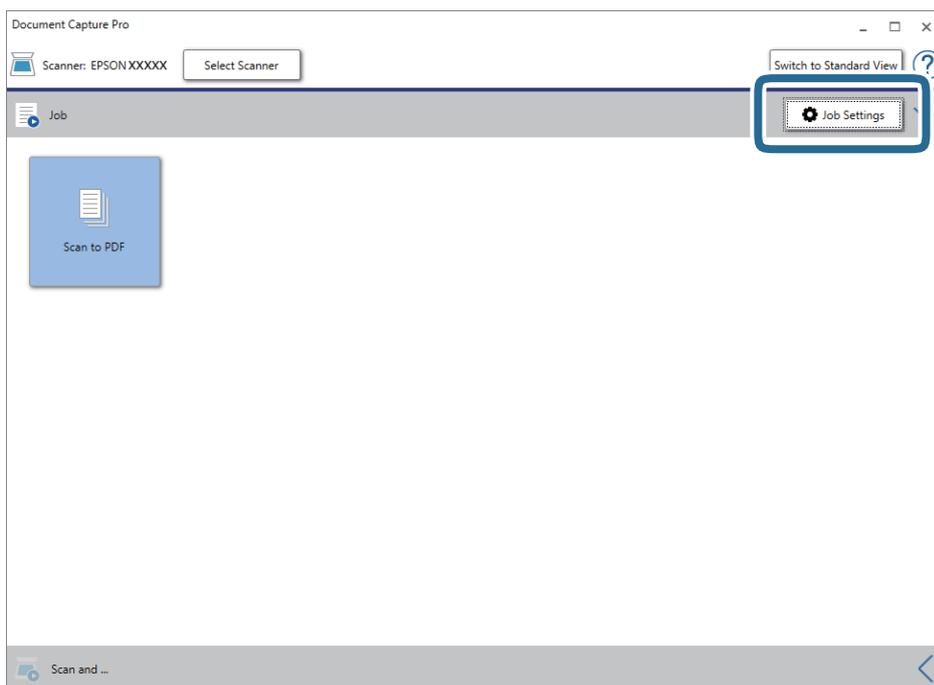 Document Capture Pro
Scanner: EPSON XXXXX
Select Scanner
Switch to Standard View
?
Job
Job Settings
Scan to PDF
Scan and ...